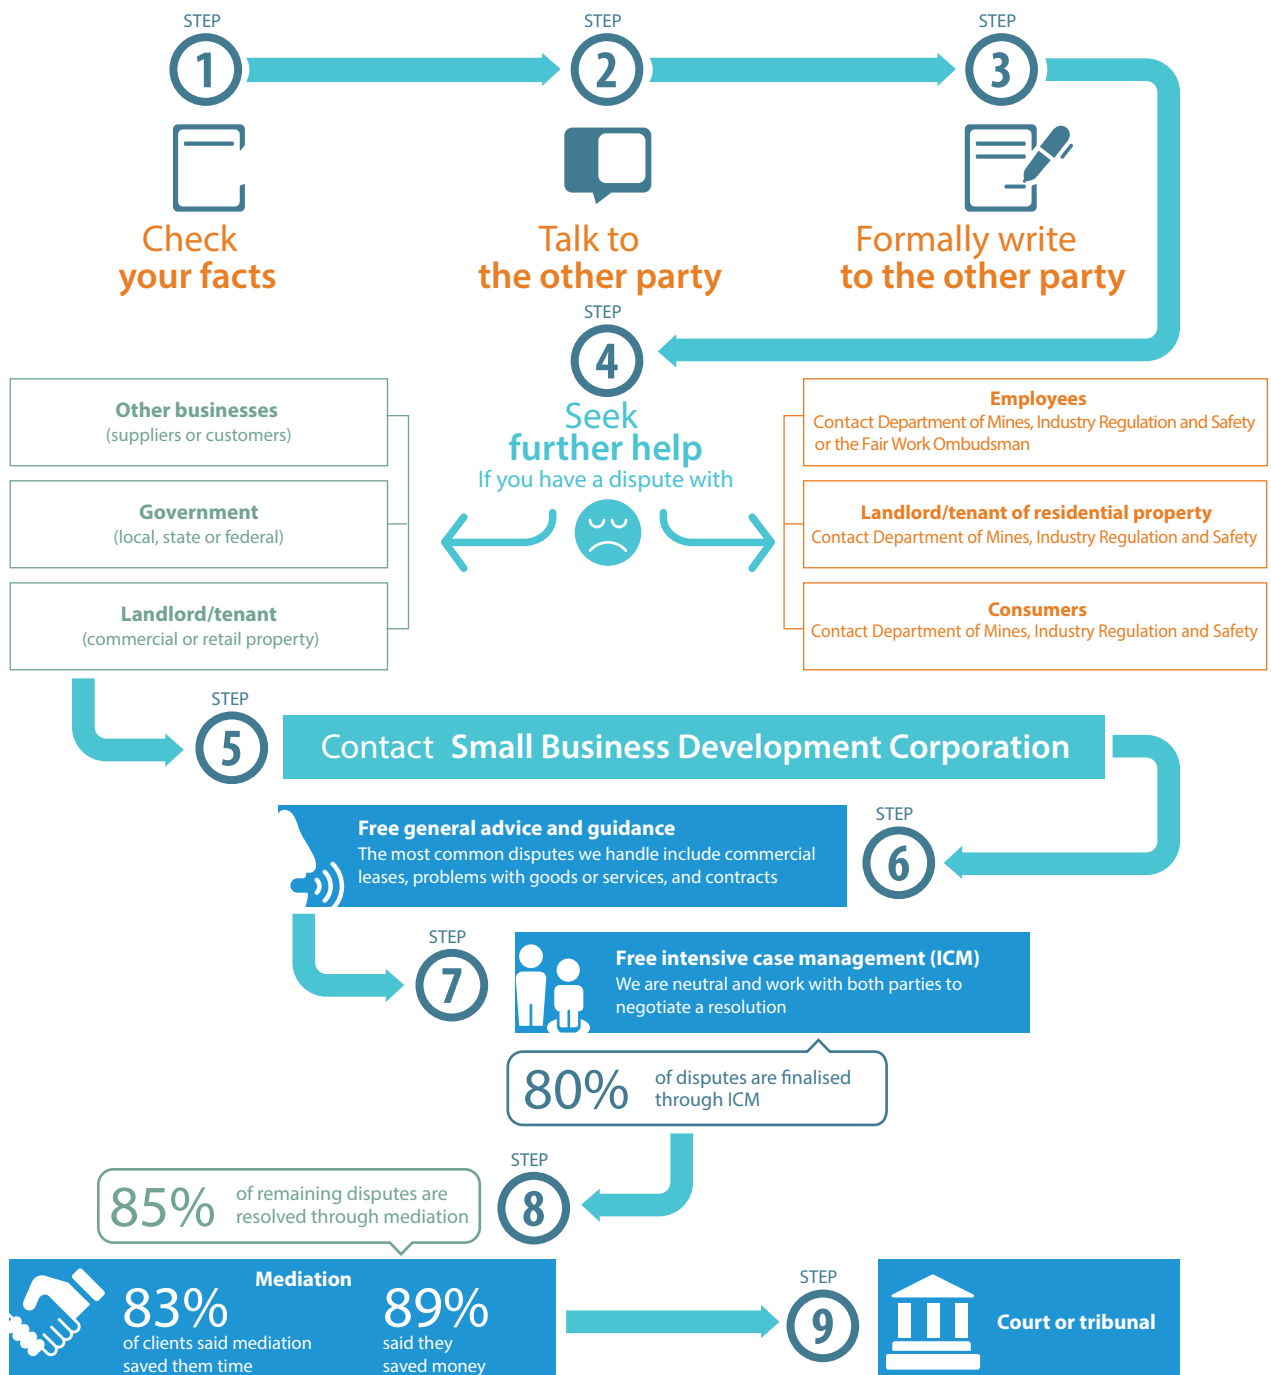 STEP
1
Check
your facts
STEP
2
Talk to
the other party
STEP
3
Formally write
to the other party
STEP
4
Seek
further help
If you have a dispute with
Other businesses
(suppliers or customers)
Government
(local, state or federal)
Landlord/tenant
(commercial or retail property)
Employees
Contact Department of Mines, Industry Regulation and Safety
or the Fair Work Ombudsman
Landlord/tenant of residential property
Contact Department of Mines, Industry Regulation and Safety
Consumers
Contact Department of Mines, Industry Regulation and Safety
STEP
5
Contact Small Business Development Corporation
STEP
6
Free general advice and guidance
The most common disputes we handle include commercial
leases, problems with goods or services, and contracts
STEP
7
Free intensive case management (ICM)
We are neutral and work with both parties to
negotiate a resolution
80%
of disputes are finalised
through ICM
STEP
8
85%
of remaining disputes are
resolved through mediation
Mediation
83%
of clients said mediation
saved them time
89%
said they
saved money
STEP
9
Court or tribunal